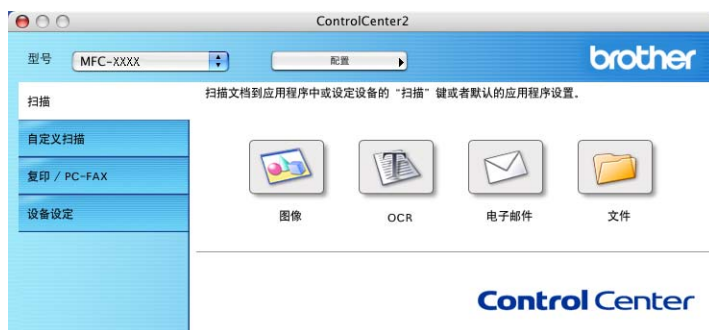 ControlCenter2
型号
MFC-XXXX
配置
brother
扫描
扫描文档到应用程序中或设定设备的 “扫描” 键或者默认的应用程序设置。
自定义扫描
复印 / PC-FAX
设备设定
图像
OCR
电子邮件
文件
Control Center